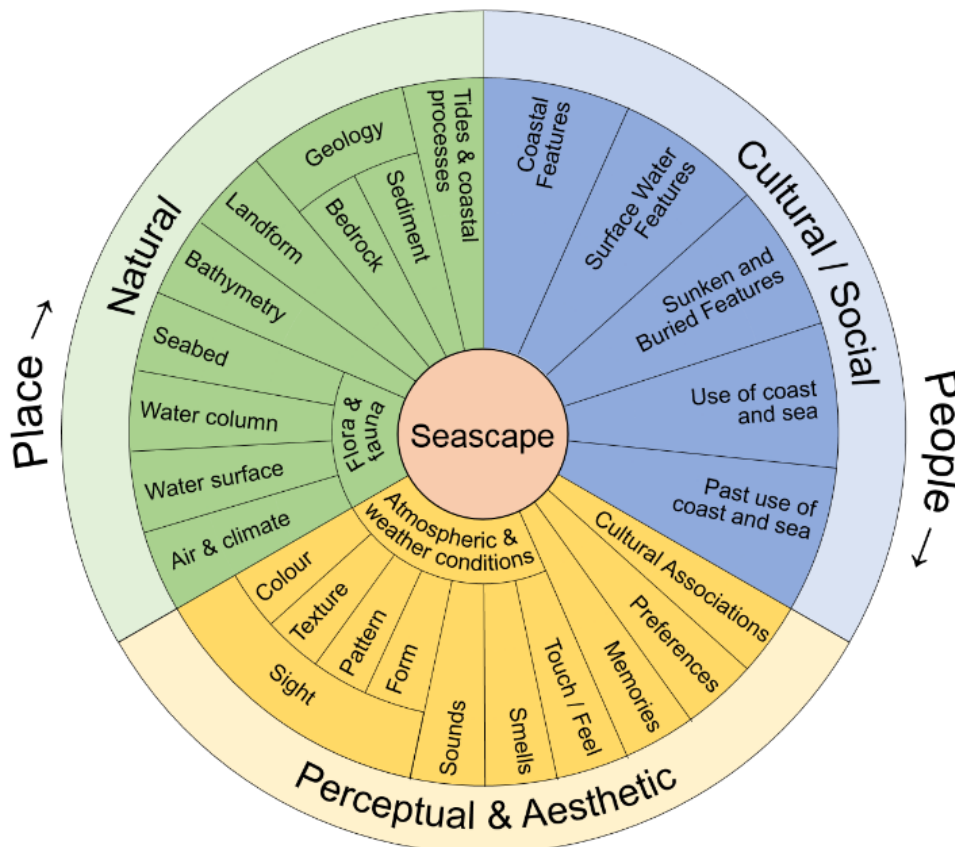 Place →
People →
Natural
Cultural / Social
Perceptual & Aesthetic
Seascape
Air & climate
Water surface
Water column
Seabed
Flora &
fauna
Bathymetry
Landform
Geology
Bedrock
Sediment
Tides & coastal
processes
Coastal
Features
Surface Water
Features
Sunken and
Buried Features
Use of coast
and sea
Past use of
coast and sea
Cultural Associations
Preferences
Memories
Touch / Feel
Smells
Sounds
Atmospheric &
weather conditions
Sight
Form
Pattern
Texture
Colour